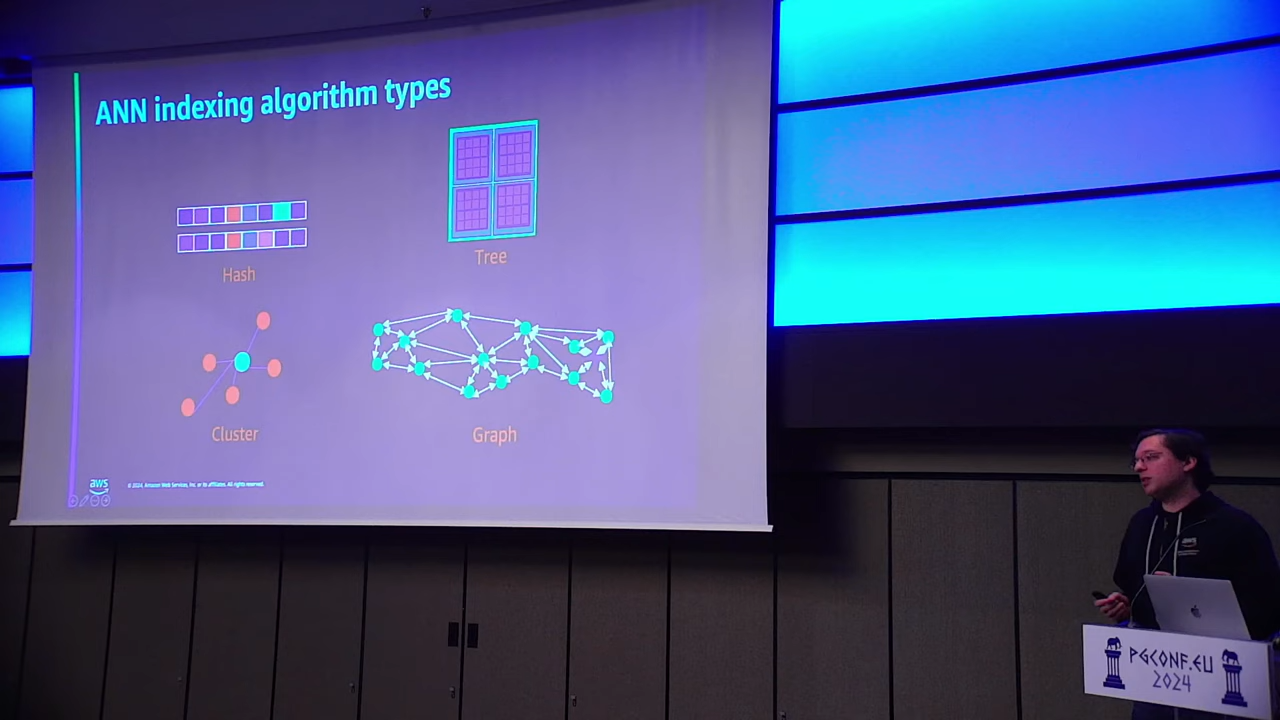 ANN indexing algorithm types
Hash
Tree
Cluster
Graph
aws
© 2024, Amazon Web Services, Inc. or its affiliates. All rights reserved.
aws
PGCONF.EU
2024